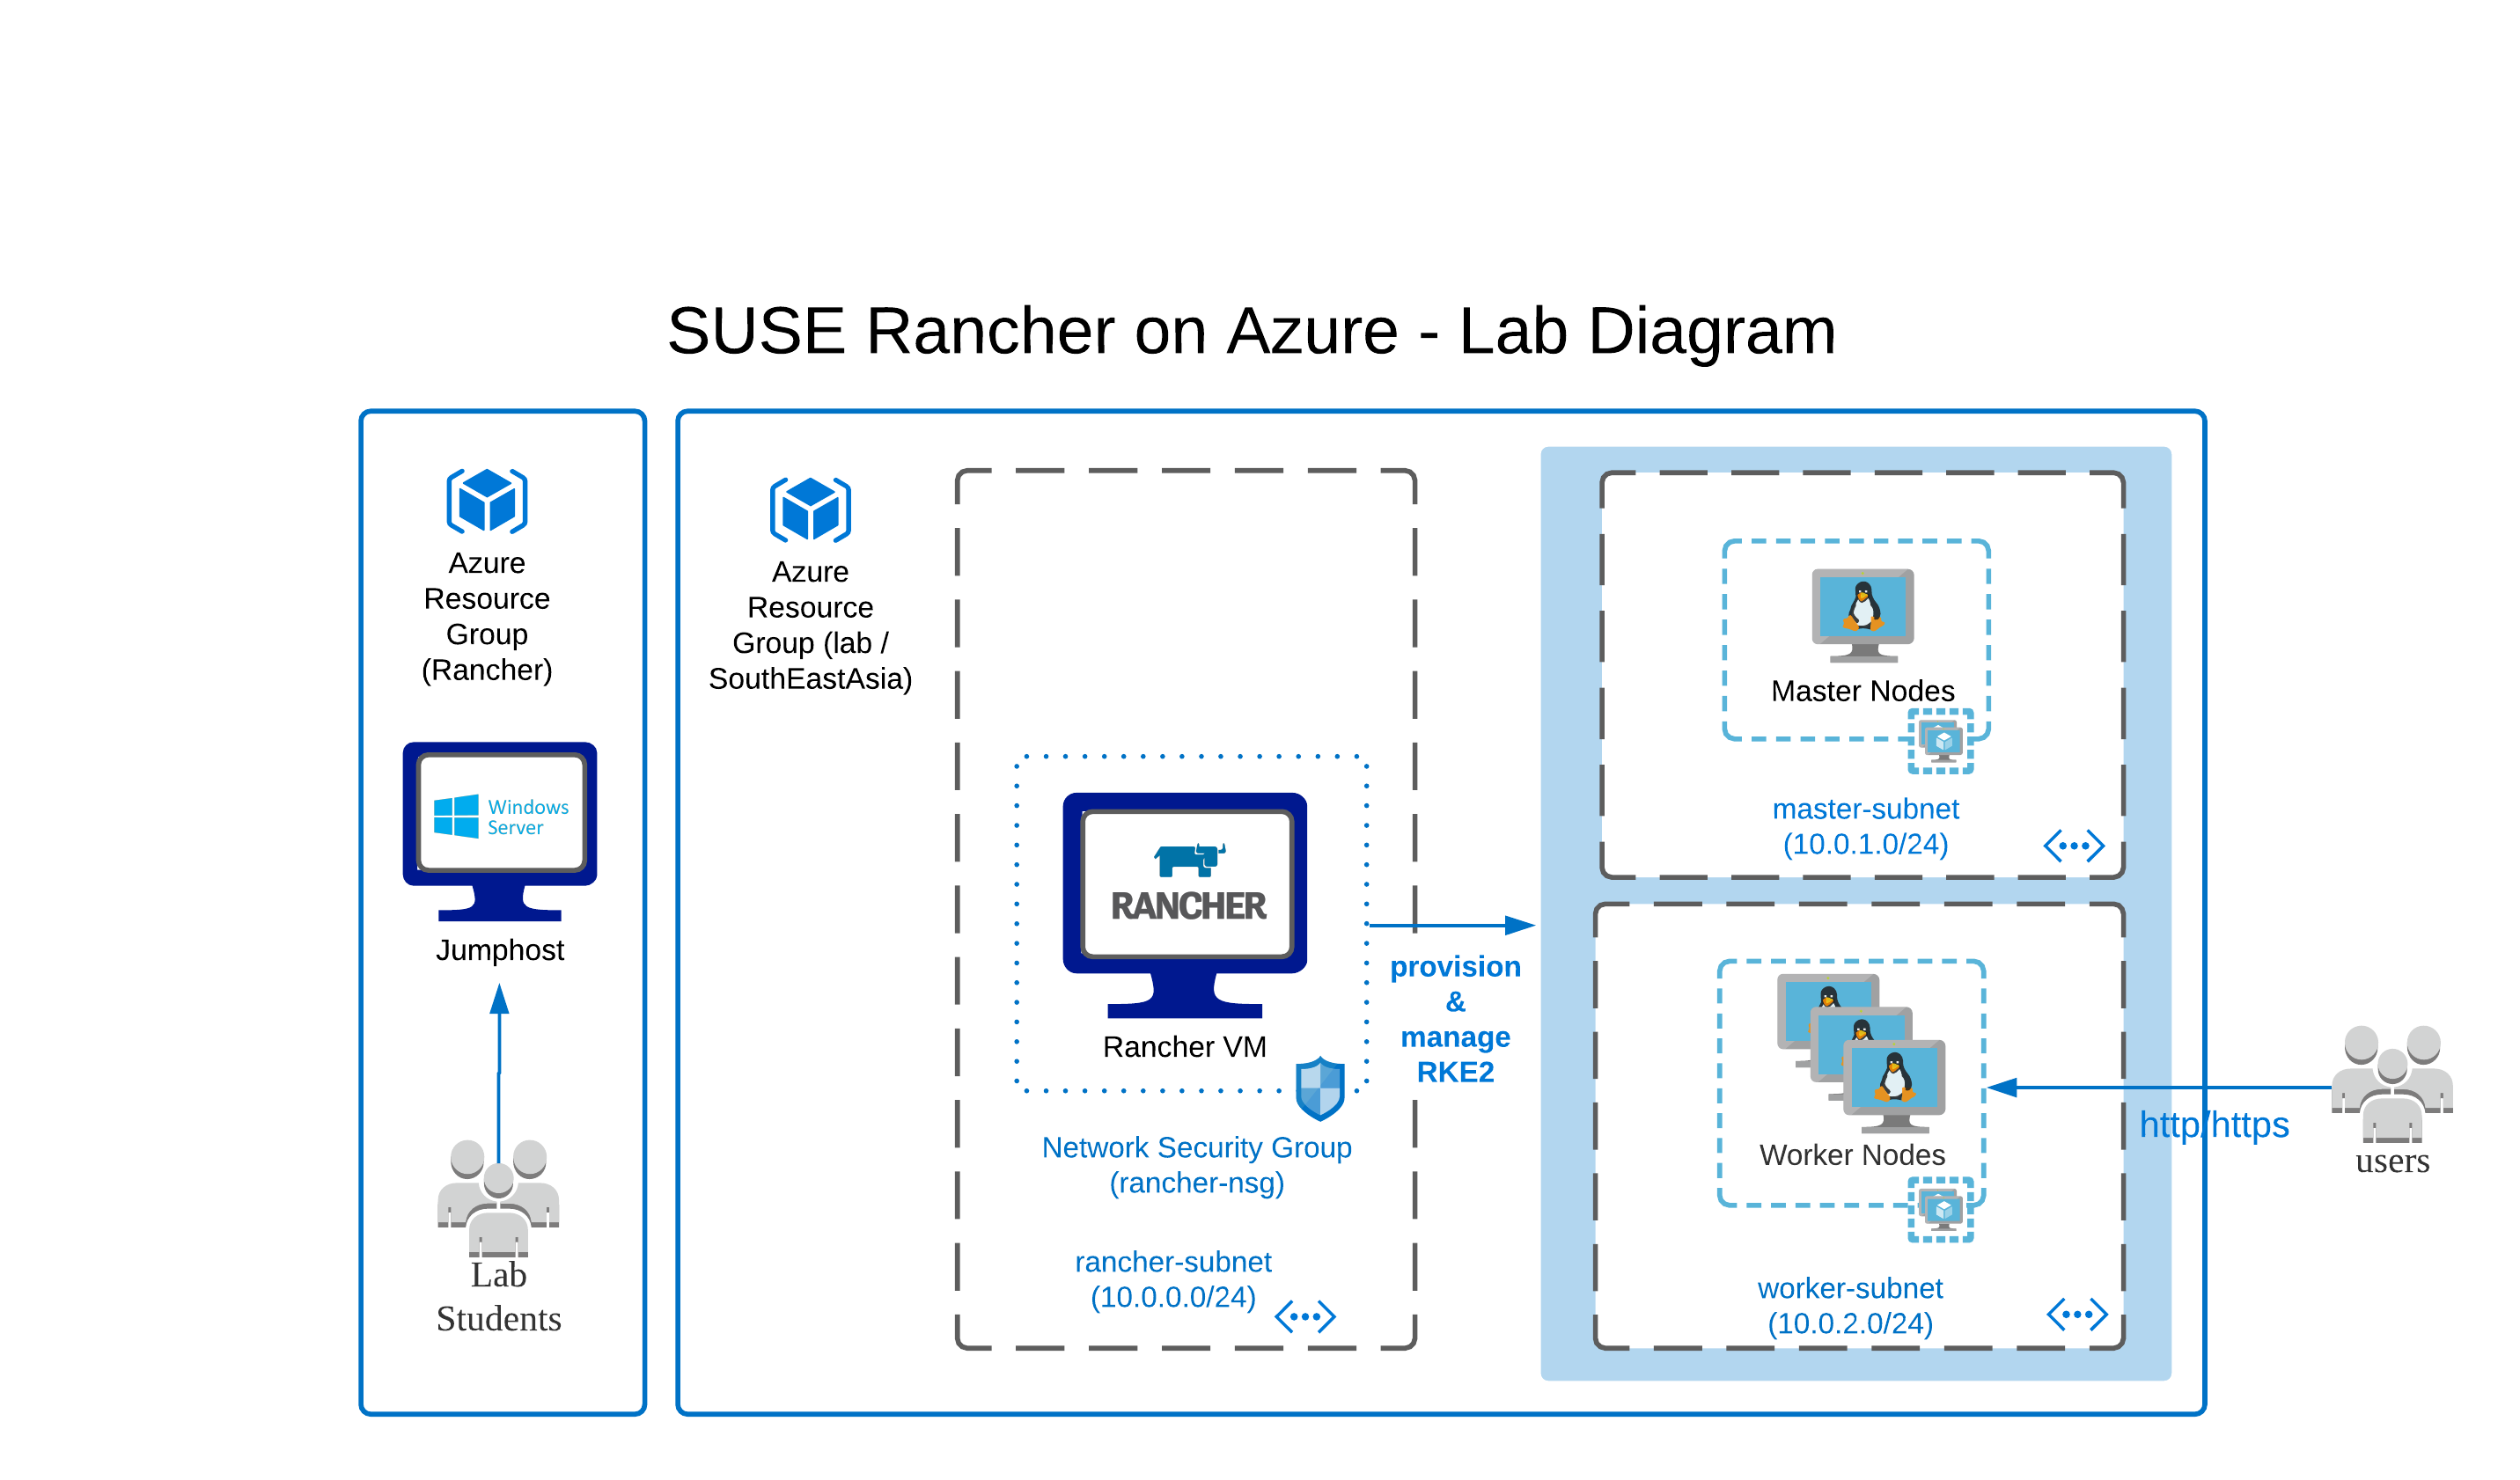 SUSE Rancher on Azure - Lab Diagram
Azure
Resource
Group
(Rancher)
Windows
Server
Jumphost
Lab
Students
Azure
Resource
Group (lab /
SouthEastAsia)
RANCHER
Rancher VM
Network Security Group
(rancher-nsg)
rancher-subnet
(10.0.0.0/24)
provision
&
manage
RKE2
Master Nodes
master-subnet
(10.0.1.0/24)
Worker Nodes
worker-subnet
(10.0.2.0/24)
http/https
users